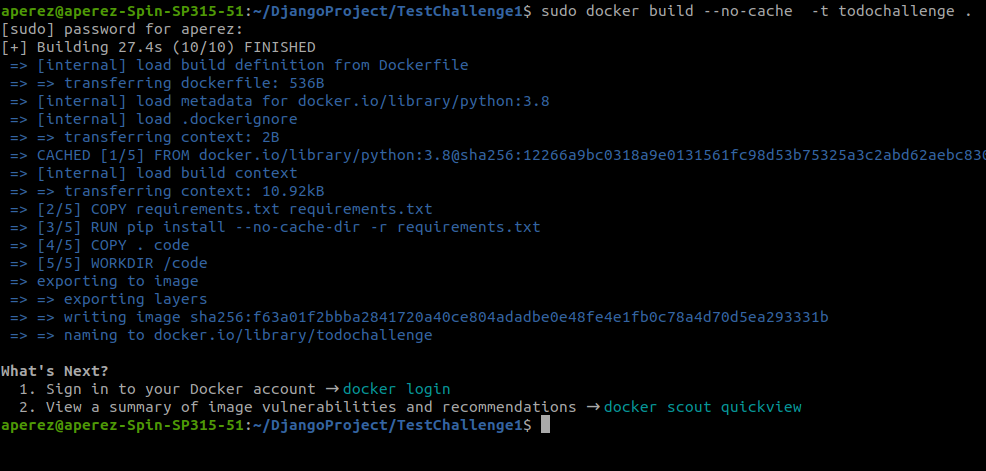 aperez@aperez-Spin-SP315-51:~/DjangoProject/TestChallenge1$ sudo docker build --no-cache  -t todochallenge .
[sudo] password for aperez:
[+] Building 27.4s (10/10) FINISHED
 => [internal] load build definition from Dockerfile
 => => transferring dockerfile: 536B
 => [internal] load metadata for docker.io/library/python:3.8
 => [internal] load .dockerignore
 => => transferring context: 2B
 => CACHED [1/5] FROM docker.io/library/python:3.8@sha256:12266a9bc0318a9e0131561fc98d53b75325a3c2abd62aebc830
 => [internal] load build context
 => => transferring context: 10.92kB
 => [2/5] COPY requirements.txt requirements.txt
 => [3/5] RUN pip install --no-cache-dir -r requirements.txt
 => [4/5] COPY . code
 => [5/5] WORKDIR /code
 => exporting to image
 => => exporting layers
 => => writing image sha256:f63a01f2bbba2841720a40ce804adadbe0e48fe4e1fb0c78a4d70d5ea293331b
 => => naming to docker.io/library/todochallenge
What's Next?
  1. Sign in to your Docker account → docker login
  2. View a summary of image vulnerabilities and recommendations → docker scout quickview
aperez@aperez-Spin-SP315-51:~/DjangoProject/TestChallenge1$